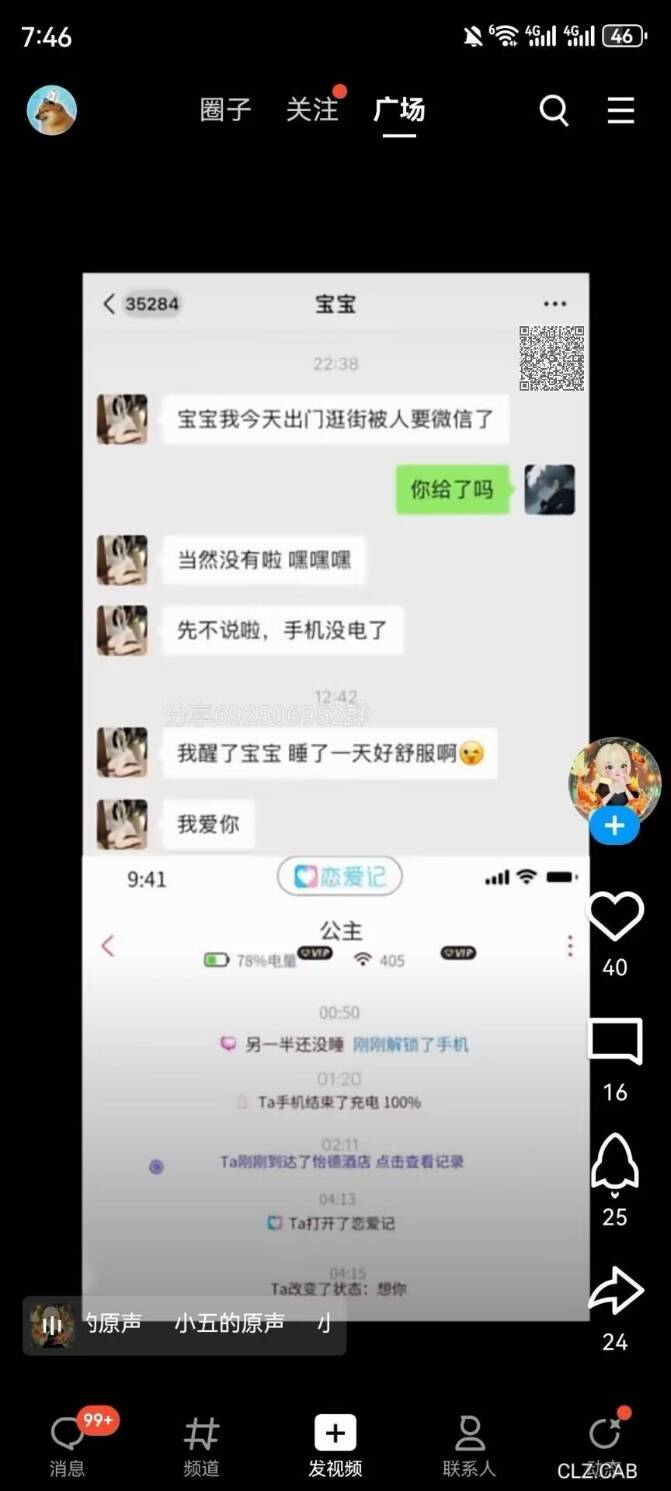 7:46
6 4G 4G 46
圈子 关注 广场
35284 宝宝
22:38
宝宝我今天出门逛街被人要微信了
你给了吗
当然没有啦 嘿嘿嘿
先不说啦，手机没电了
12:42
分享692506952群
我醒了宝宝 睡了一天好舒服啊
我爱你
9:41 恋爱记
公主
78%电量 VIP 405 VIP
40
00:50
另一半还没睡 刚刚解锁了手机
01:20
Ta手机结束了充电 100%
16
02:11
Ta刚刚到达了怡德酒店 点击查看记录
04:13
25
Ta打开了恋爱记
04:15
Ta改变了状态：想你
的原声 小五的原声 小
24
99+
消息 频道 发视频 联系人 动态
CLZ.CAB